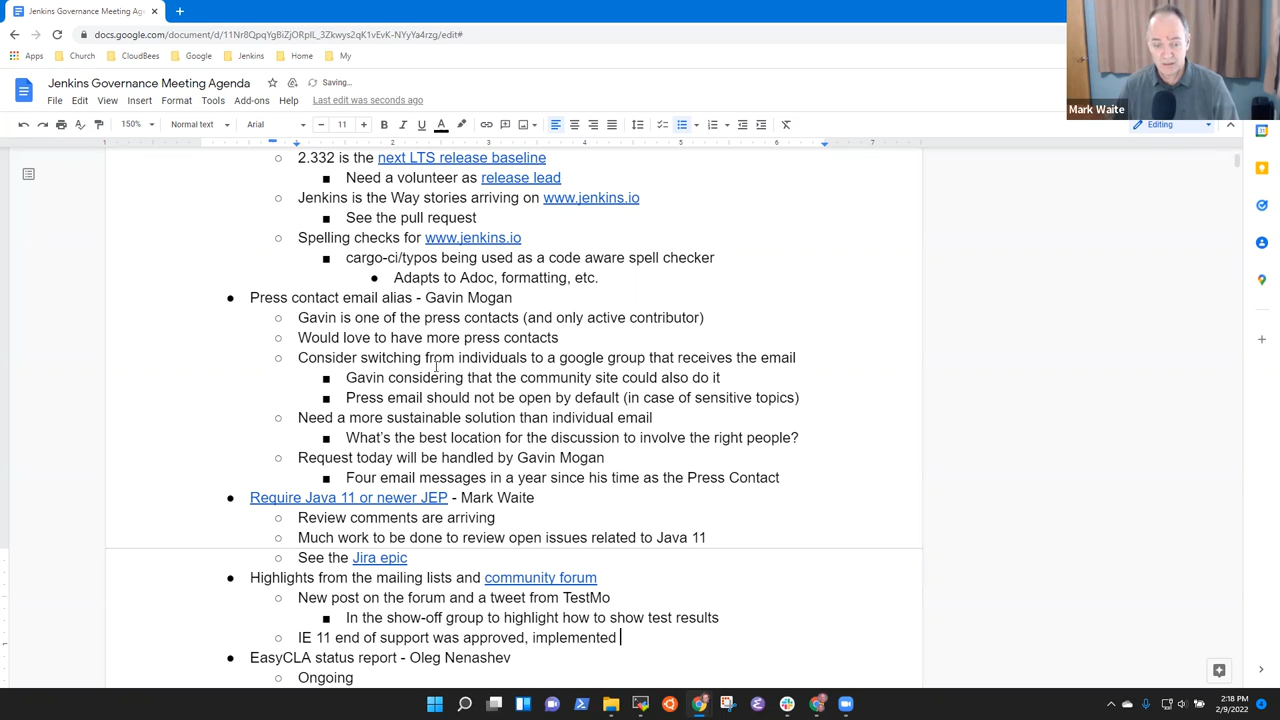 Jenkins Governance Meeting Ag
docs.google.com/document/d/11Nr8QpqYgBiZjORpIL_3Zkwys2qK1vEvK-NYyYa4rzg/edit#
Apps Church CloudBees Google Jenkins Home My
Jenkins Governance Meeting Agenda Saving...
File Edit View Insert Format Tools Add-ons Help Last edit was seconds ago
Mark Waite
150% Normal text Arial 11 Editing
1 1 2 3 4 5 6 7
○ 2.332 is the next LTS release baseline
■ Need a volunteer as release lead
○ Jenkins is the Way stories arriving on www.jenkins.io
■ See the pull request
○ Spelling checks for www.jenkins.io
■ cargo-ci/typos being used as a code aware spell checker
● Adapts to Adoc, formatting, etc.
● Press contact email alias - Gavin Mogan
○ Gavin is one of the press contacts (and only active contributor)
○ Would love to have more press contacts
○ Consider switching from individuals to a google group that receives the email
■ Gavin considering that the community site could also do it
■ Press email should not be open by default (in case of sensitive topics)
○ Need a more sustainable solution than individual email
■ What's the best location for the discussion to involve the right people?
○ Request today will be handled by Gavin Mogan
■ Four email messages in a year since his time as the Press Contact
● Require Java 11 or newer JEP - Mark Waite
○ Review comments are arriving
○ Much work to be done to review open issues related to Java 11
○ See the Jira epic
● Highlights from the mailing lists and community forum
○ New post on the forum and a tweet from TestMo
■ In the show-off group to highlight how to show test results
○ IE 11 end of support was approved, implemented
● EasyCLA status report - Oleg Nenashev
○ Ongoing
2:18 PM
2/9/2022